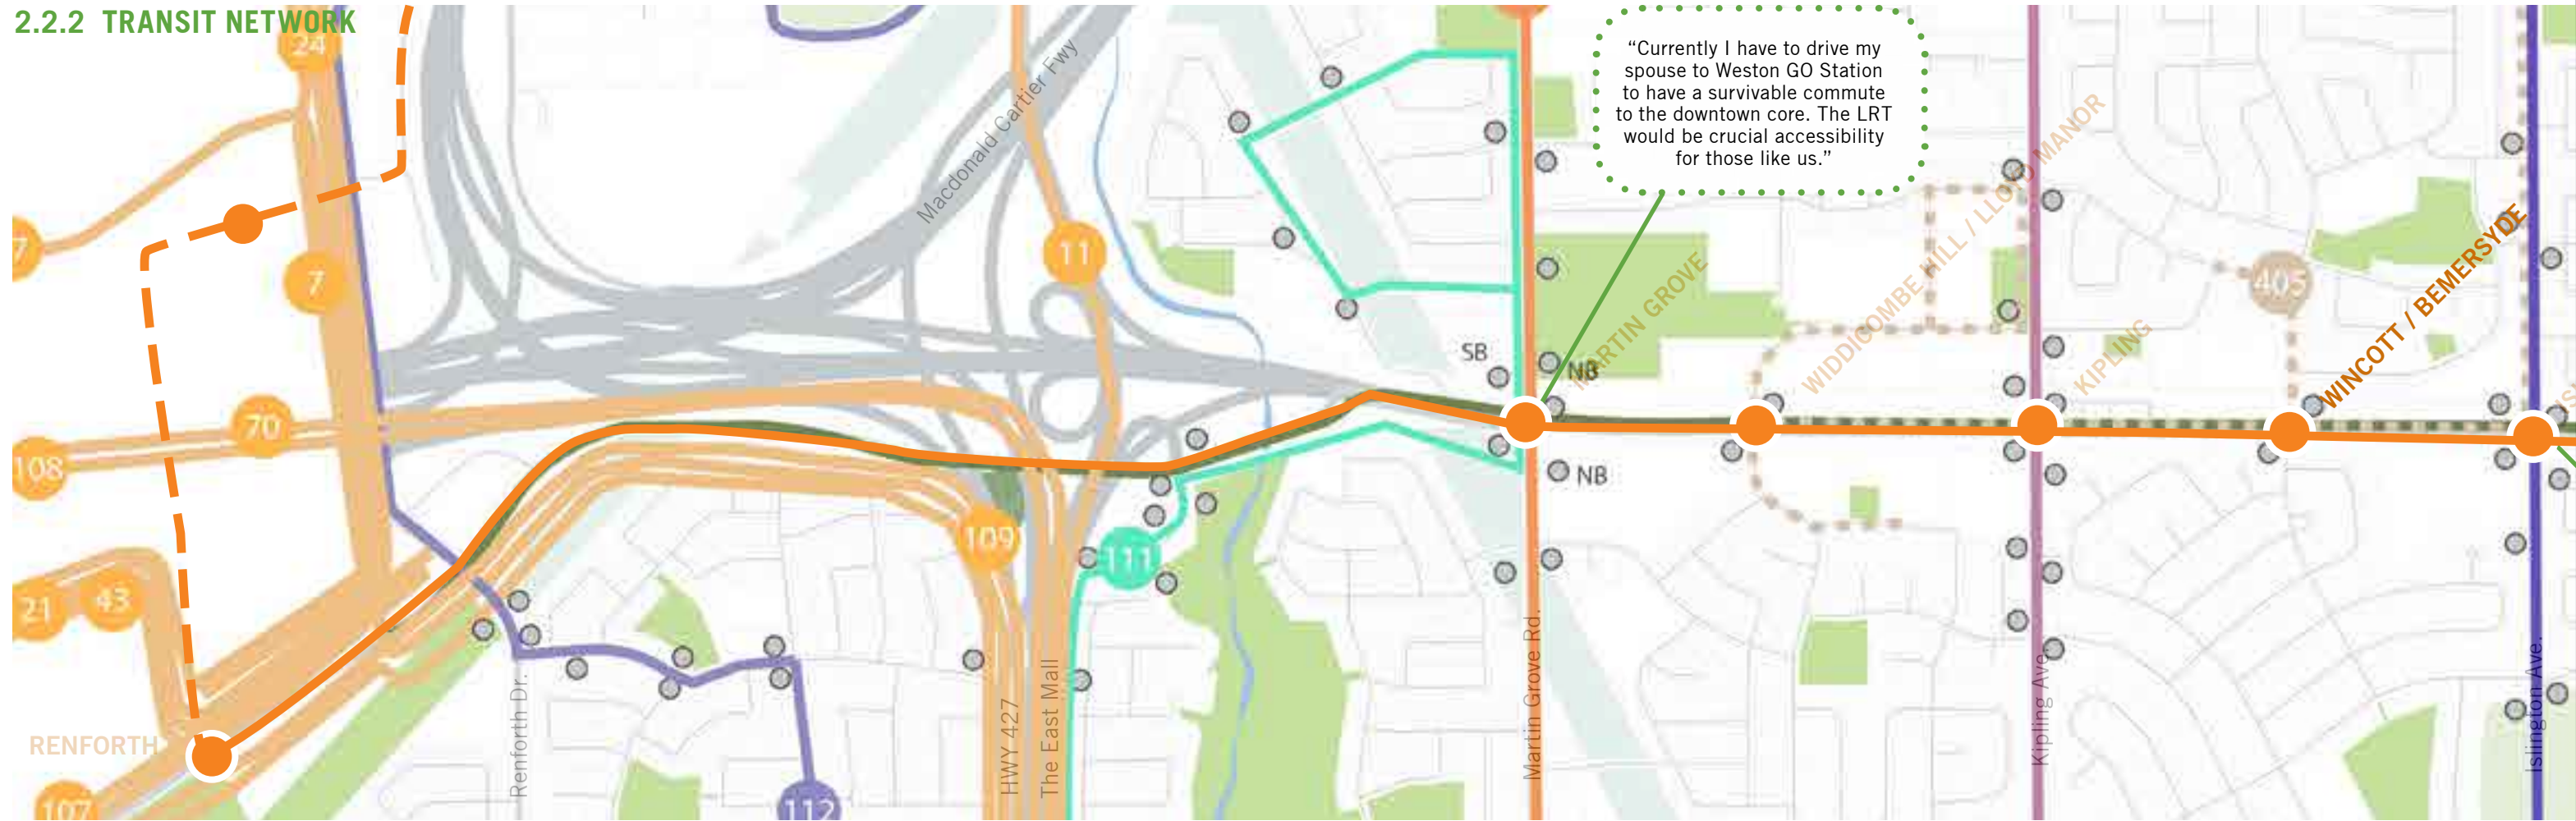 2.2.2 TRANSIT NETWORK
24
“Currently I have to drive my
spouse to Weston GO Station
to have a survivable commute
to the downtown core. The LRT
would be crucial accessibility
for those like us.”
Macdonald Cartier Fwy
7
7
11
405
MARTIN GROVE
WIDDICOMBE HILL / LLOYD MANOR
KIPLING
WINCOTT / BEMERSYDE
SB
NB
NB
70
108
109
111
21
43
RENFORTH
107
112
Renforth Dr.
HWY 427
The East Mall
Martin Grove Rd.
Kipling Ave.
Islington Ave.